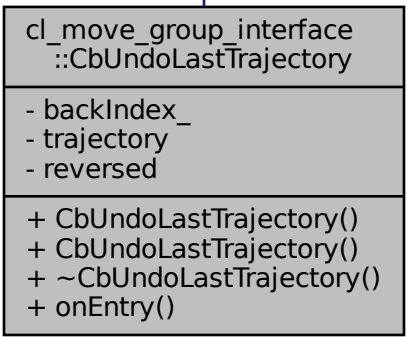 cl_move_group_interface
::CbUndoLastTrajectory
- backIndex_
- trajectory
- reversed
+ CbUndoLastTrajectory()
+ CbUndoLastTrajectory()
+ ~CbUndoLastTrajectory()
+ onEntry()